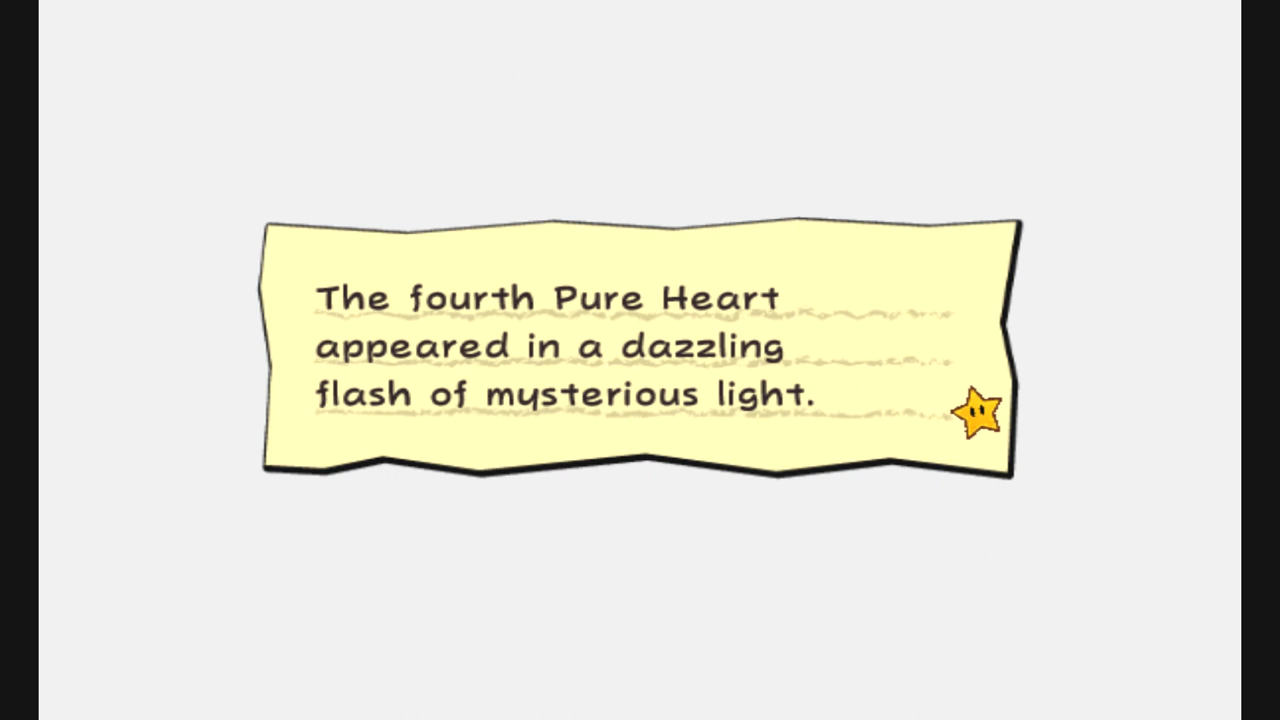 The fourth Pure Heart
appeared in a dazzling
flash of mysterious light.